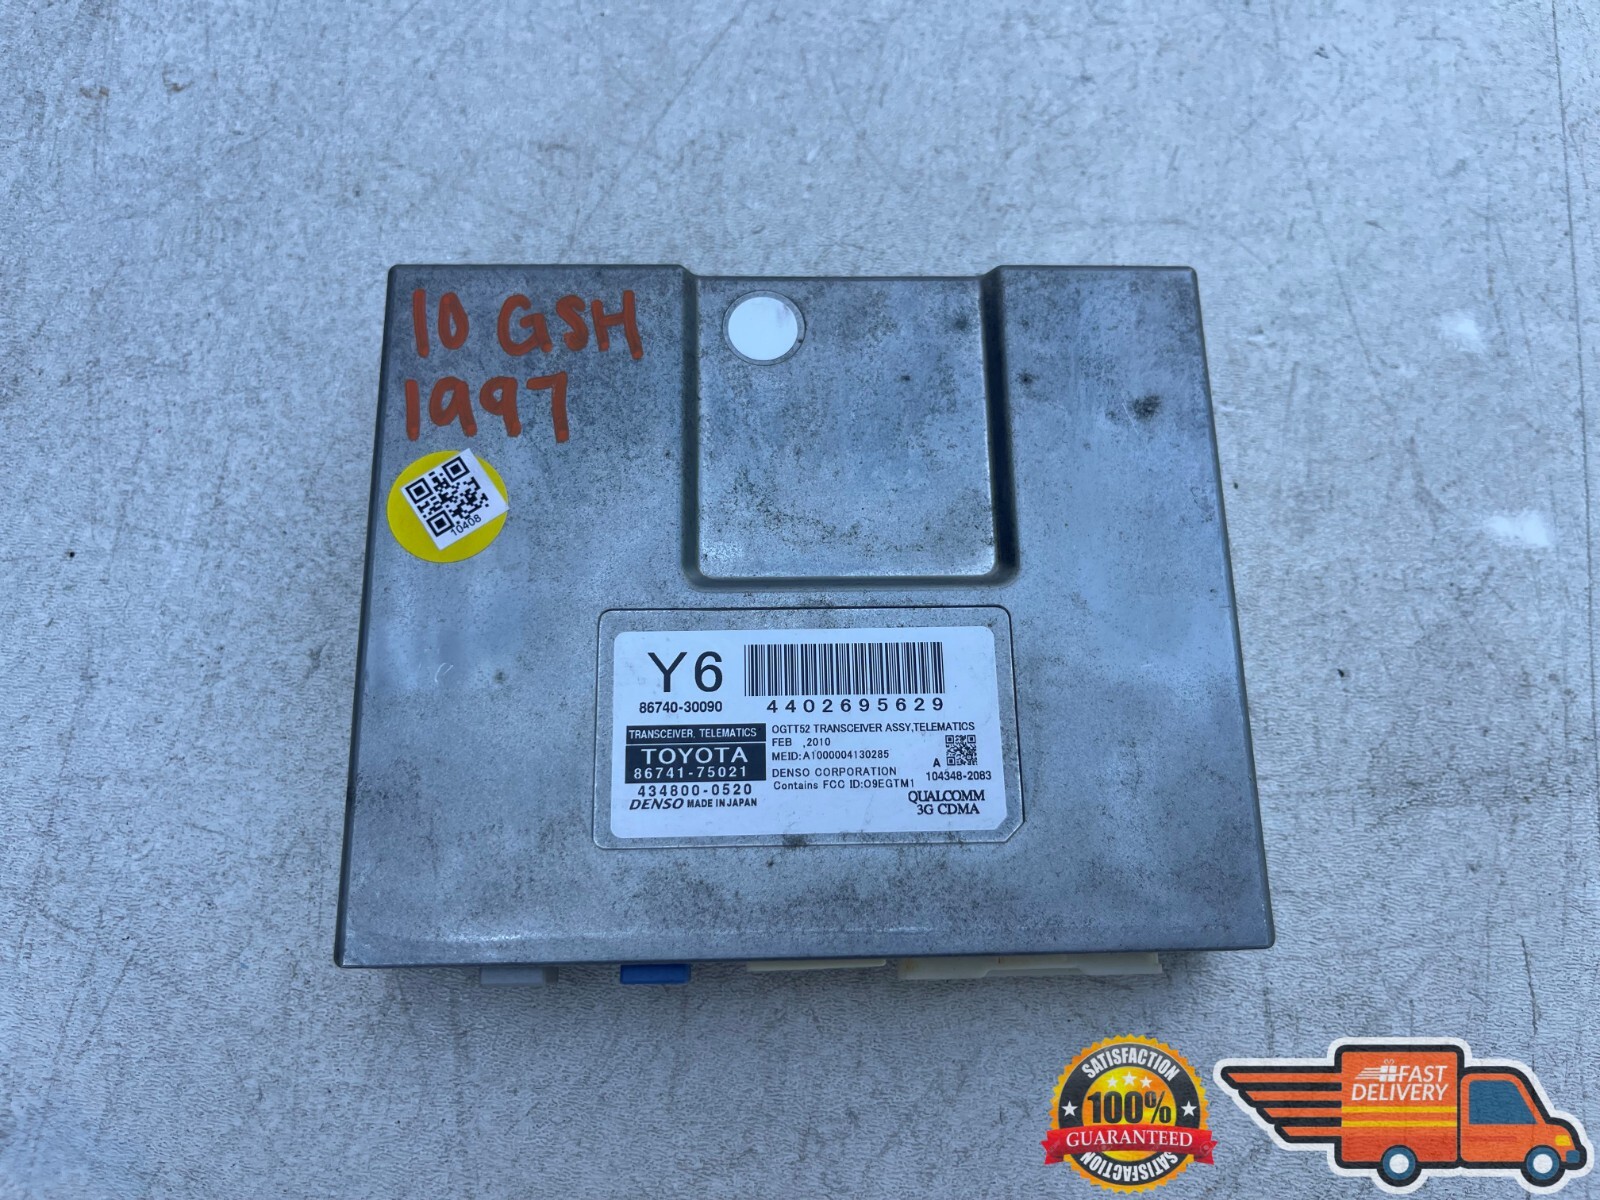 10 GSH
1997
10408
Y6
86740-30090
4402695629
TRANSCEIVER, TELEMATICS
TOYOTA
86741-75021
434800-0520
DENSO MADE IN JAPAN
OGTT52 TRANSCEIVER ASSY,TELEMATICS
FEB ,2010
MEID:A1000004130285
DENSO CORPORATION
Contains FCC ID:O9EGTM1
A
104348-2083
QUALCOMM
3G CDMA
SATISFACTION
100%
GUARANTEED
SATISFACTION
FAST
DELIVERY